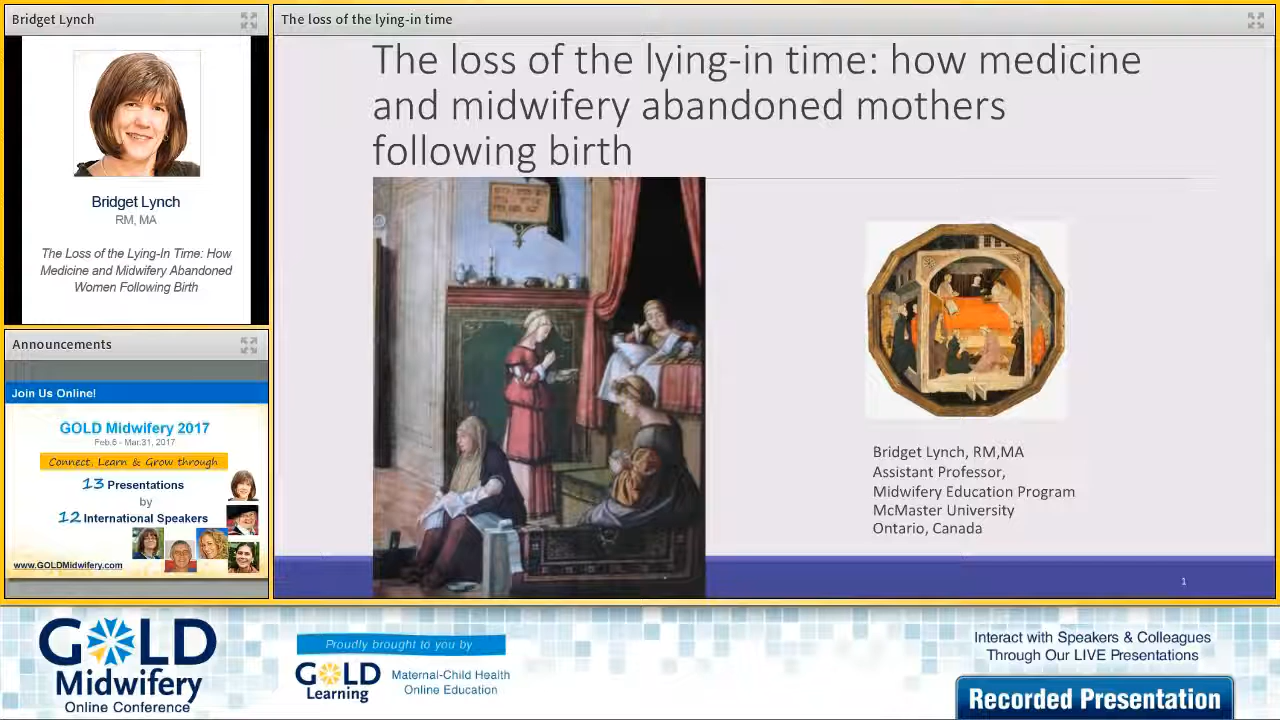 Bridget Lynch
Bridget Lynch
RM, MA
The Loss of the Lying-In Time: How
Medicine and Midwifery Abandoned
Women Following Birth
Announcements
Join Us Online!
GOLD Midwifery 2017
Feb.6 - Mar.31, 2017
Connect, Learn & Grow through
13 Presentations
by
12 International Speakers
www.GOLDMidwifery.com
The loss of the lying-in time
The loss of the lying-in time: how medicine
and midwifery abandoned mothers
following birth
Bridget Lynch, RM,MA
Assistant Professor,
Midwifery Education Program
McMaster University
Ontario, Canada
1
GOLD
Midwifery
Online Conference
Proudly brought to you by
GOLD
Learning
Maternal-Child Health
Online Education
Interact with Speakers & Colleagues
Through Our LIVE Presentations
Recorded Presentation